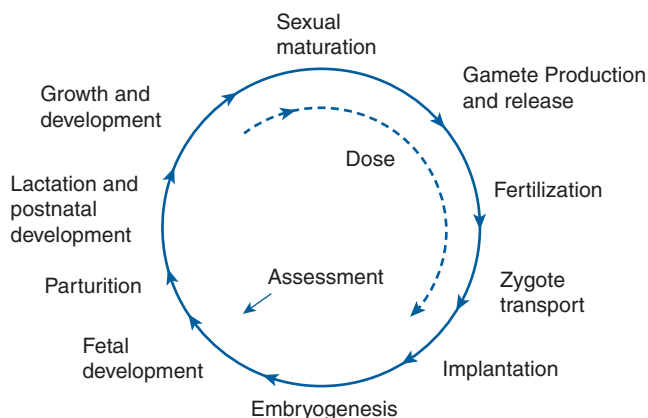 Sexual
maturation
Gamete Production
and release
Growth and
development
Dose
Lactation and
postnatal
development
Fertilization
Assessment
Parturition
Zygote
transport
Fetal
development
Implantation
Embryogenesis